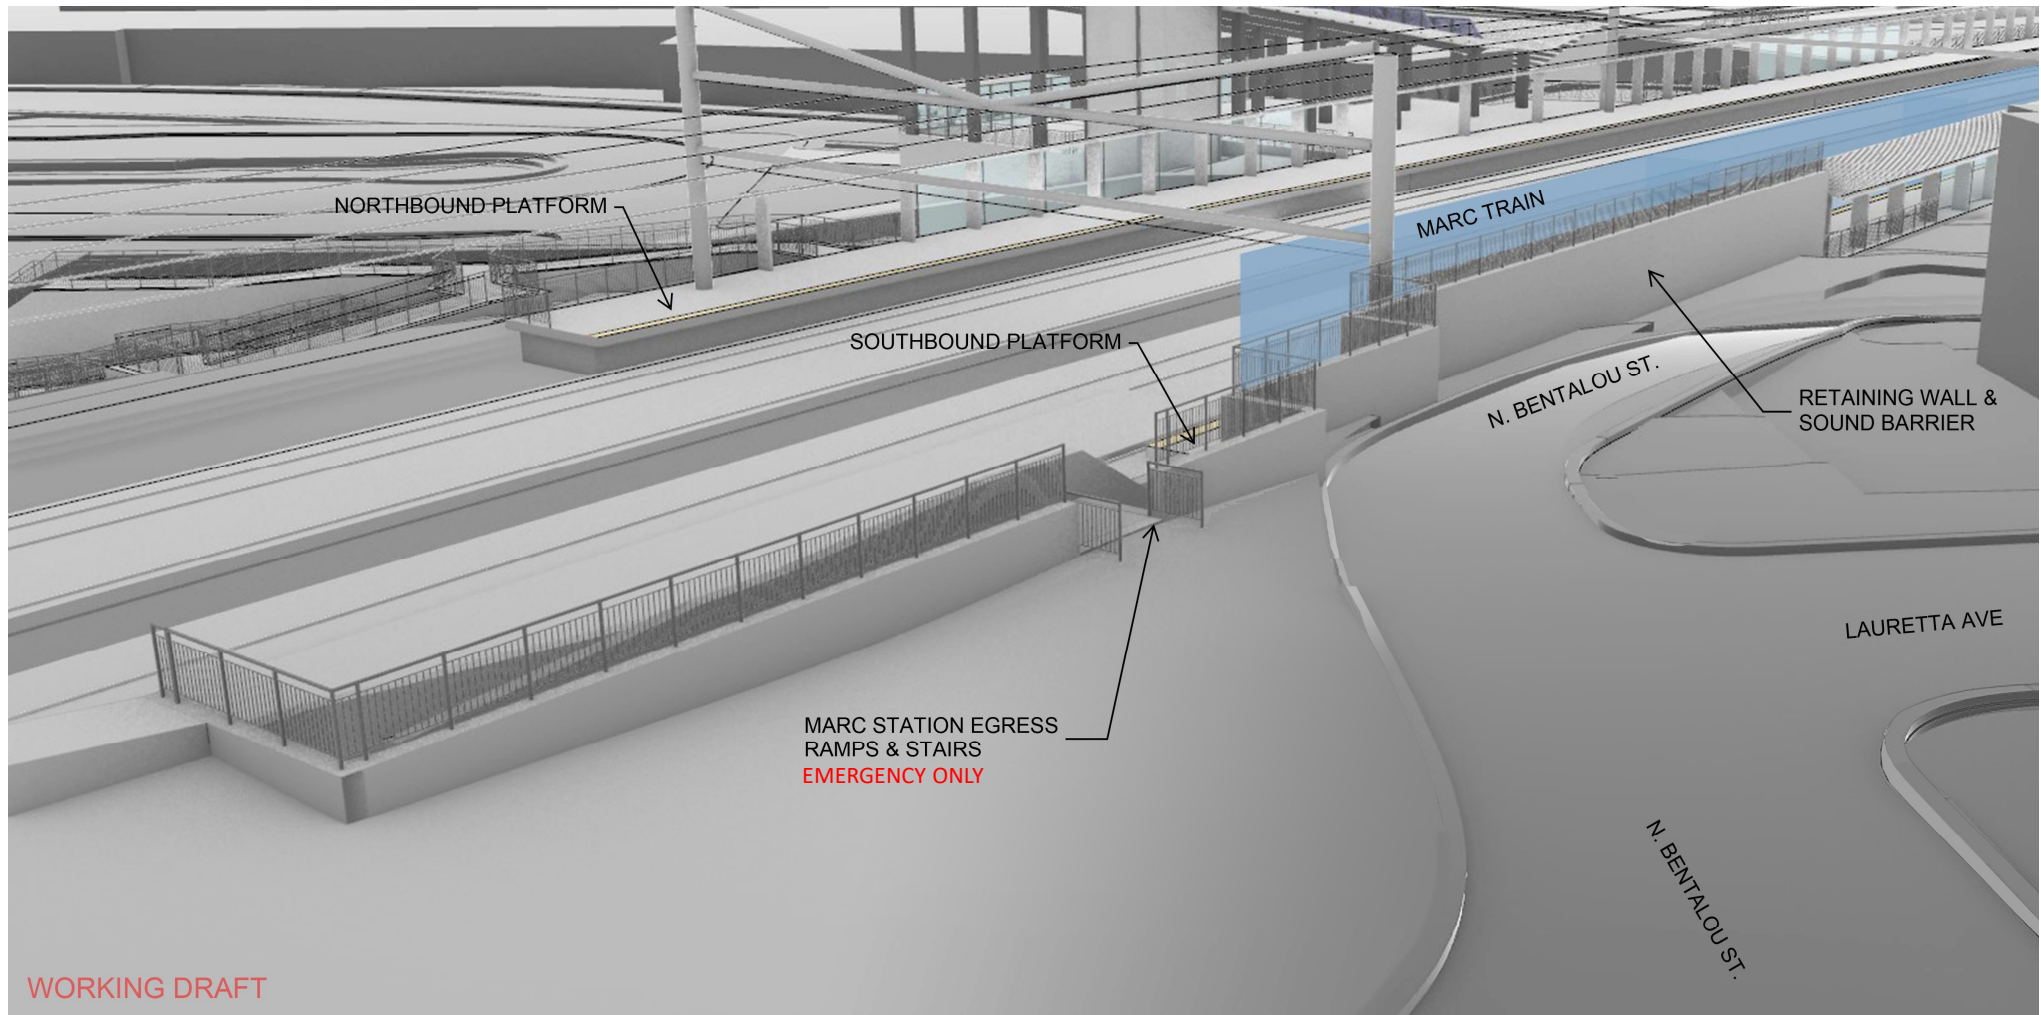 NORTHBOUND PLATFORM
MARC TRAIN
SOUTHBOUND PLATFORM
N. BENTALOU ST.
RETAINING WALL &
SOUND BARRIER
LAURETTA AVE
MARC STATION EGRESS
RAMPS & STAIRS
EMERGENCY ONLY
N. BENTALOU ST.
WORKING DRAFT